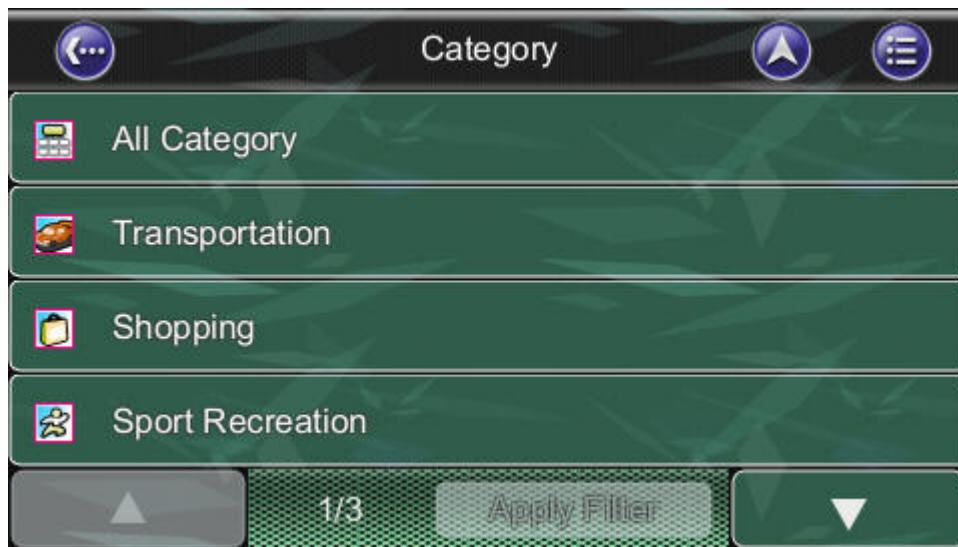 Category
All Category
Transportation
Shopping
Sport Recreation
1/3 Apply Filter